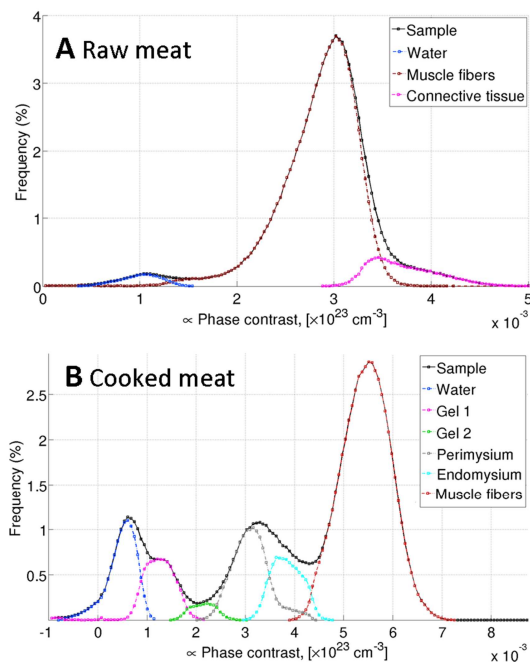 A Raw meat
Sample
Water
Muscle fibers
Connective tissue
Frequency (%)
4
3
2
1
0
0 1 2 3 4 5
∝ Phase contrast, [×10²³ cm⁻³]
x 10⁻³
B Cooked meat
Sample
Water
Gel 1
Gel 2
Perimysium
Endomysium
Muscle fibers
Frequency (%)
2.5
2
1.5
1
0.5
-1 0 1 2 3 4 5 6 7 8
∝ Phase contrast, [×10²³ cm⁻³]
x 10⁻³